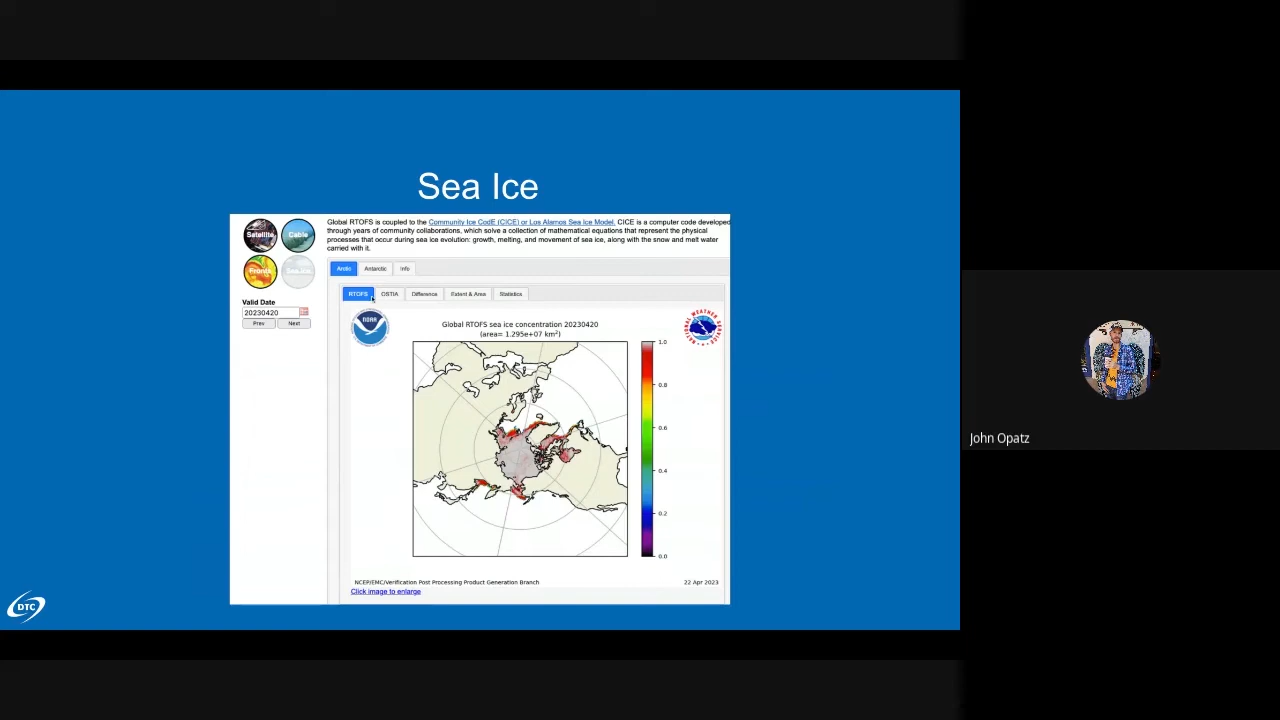 Sea Ice
Satellite
Cable
Fronts
Sea Ice
Valid Date
20230420
Prev
Next
Global RTOFS is coupled to the Community Ice CodE (CICE) or Los Alamos Sea Ice Model. CICE is a computer code developed
through years of community collaborations, which solve a collection of mathematical equations that represent the physical
processes that occur during sea ice evolution: growth, melting, and movement of sea ice, along with the snow and melt water
carried with it.
Arctic
Antarctic
Info
RTOFS
OSTIA
Difference
Extent & Area
Statistics
NOAA
Global RTOFS sea ice concentration 20230420
(area= 1.295e+07 km²)
NATIONAL WEATHER SERVICE
1.0
0.8
0.6
0.4
0.2
0.0
NCEP/EMC/Verification Post Processing Product Generation Branch
22 Apr 2023
Click image to enlarge
DTC
John Opatz